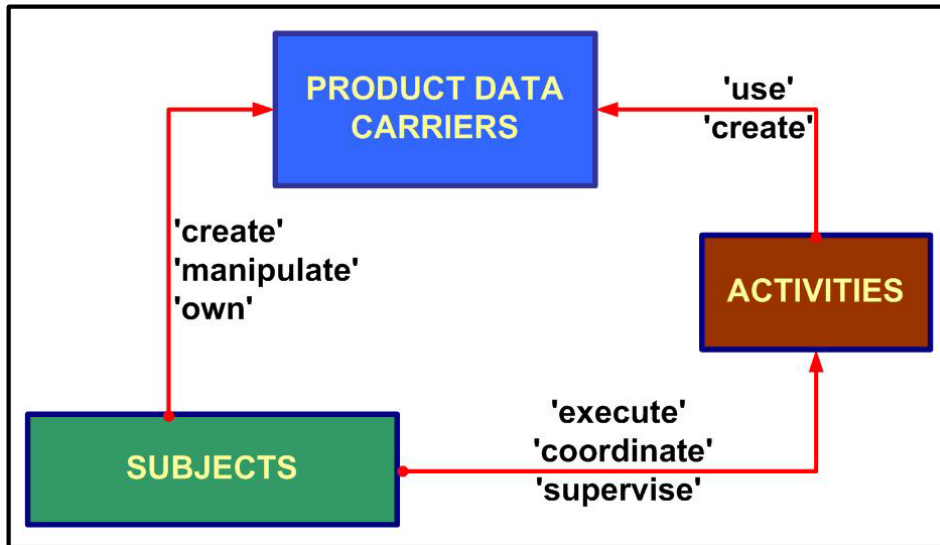 PRODUCT DATA
CARRIERS
'use'
'create'
'create'
'manipulate'
'own'
ACTIVITIES
'execute'
'coordinate'
'supervise'
SUBJECTS